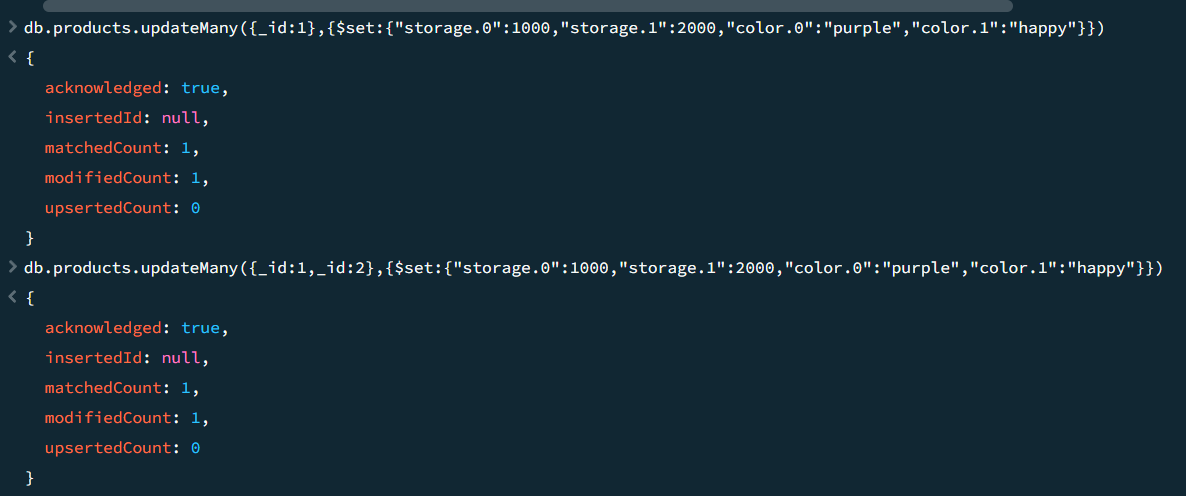 > db.products.updateMany({_id:1},{$set:{"storage.0":1000,"storage.1":2000,"color.0":"purple","color.1":"happy"}})
< {
acknowledged: true,
insertedId: null,
matchedCount: 1,
modifiedCount: 1,
upsertedCount: 0
}
> db.products.updateMany({_id:1,_id:2},{$set:{"storage.0":1000,"storage.1":2000,"color.0":"purple","color.1":"happy"}})
< {
acknowledged: true,
insertedId: null,
matchedCount: 1,
modifiedCount: 1,
upsertedCount: 0
}